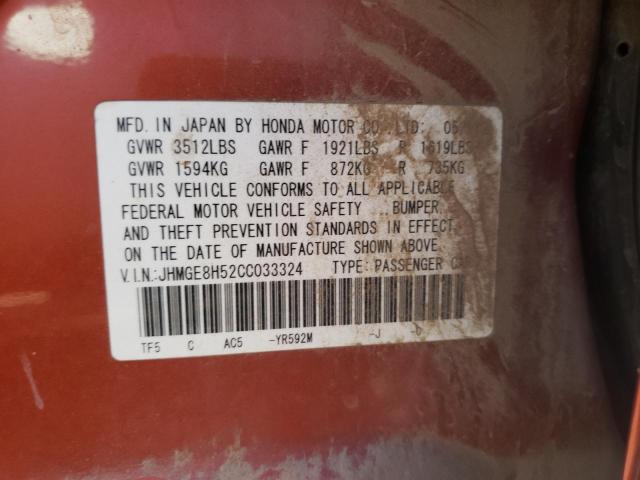 MFD. IN JAPAN BY HONDA MOTOR CO., LTD. 05
GVWR 3512LBS GAWR F 1921LBS R 1619LBS
GVWR 1594KG GAWR F 872KG R 735KG
THIS VEHICLE CONFORMS TO ALL APPLICABLE
FEDERAL MOTOR VEHICLE SAFETY, BUMPER,
AND THEFT PREVENTION STANDARDS IN EFFECT
ON THE DATE OF MANUFACTURE SHOWN ABOVE.
V.I.N.:JHMGE8H52CC033324 TYPE: PASSENGER
TF5 C AC5 -YR592M -J -C